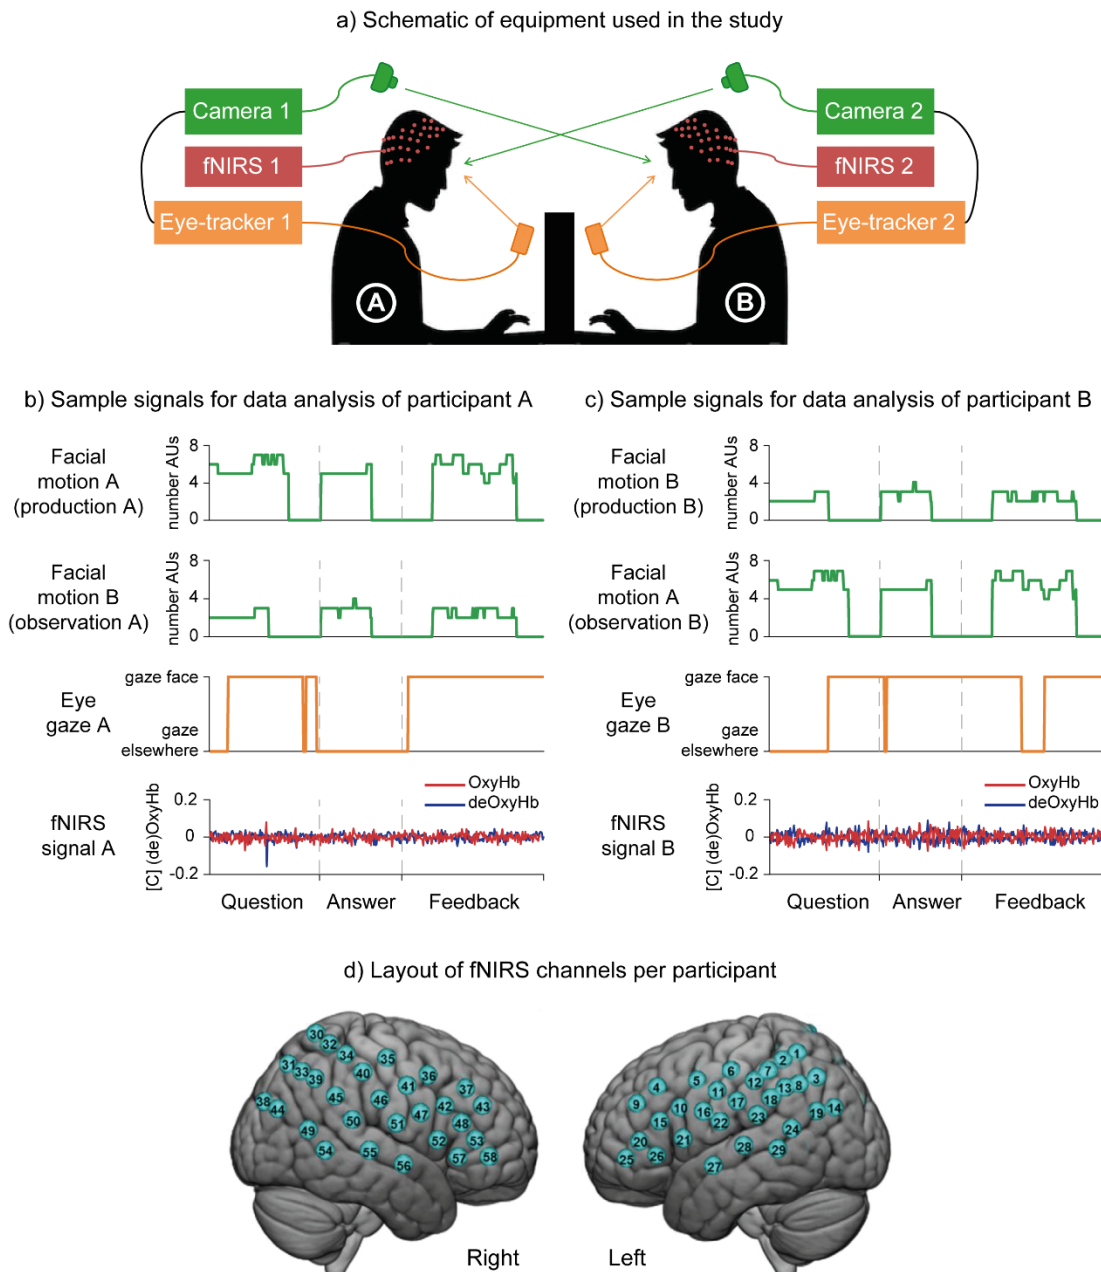 a) Schematic of equipment used in the study
Camera 1
Camera 2
fNIRS 1
fNIRS 2
Eye-tracker 1
Eye-tracker 2
A
B
b) Sample signals for data analysis of participant A
Facial
motion A
(production A)
number AUs
8
4
0
Facial
motion B
(observation A)
number AUs
8
4
0
Eye
gaze A
gaze face
gaze
elsewhere
fNIRS
signal A
[C] (de)OxyHb
0.2
0
-0.2
OxyHb
deOxyHb
Question
Answer
Feedback
c) Sample signals for data analysis of participant B
Facial
motion B
(production B)
number AUs
8
4
0
Facial
motion A
(observation B)
number AUs
8
4
0
Eye
gaze B
gaze face
gaze
elsewhere
fNIRS
signal B
[C] (de)OxyHb
0.2
0
-0.2
OxyHb
deOxyHb
Question
Answer
Feedback
d) Layout of fNIRS channels per participant
30
32
34
35
31
33
39
40
41
36
37
38
44
45
46
47
42
43
49
50
51
52
48
53
54
55
56
57
58
Right
1
2
3
4
5
6
7
8
9
10
11
12
13
14
15
16
17
18
19
20
21
22
23
24
25
26
27
28
29
Left